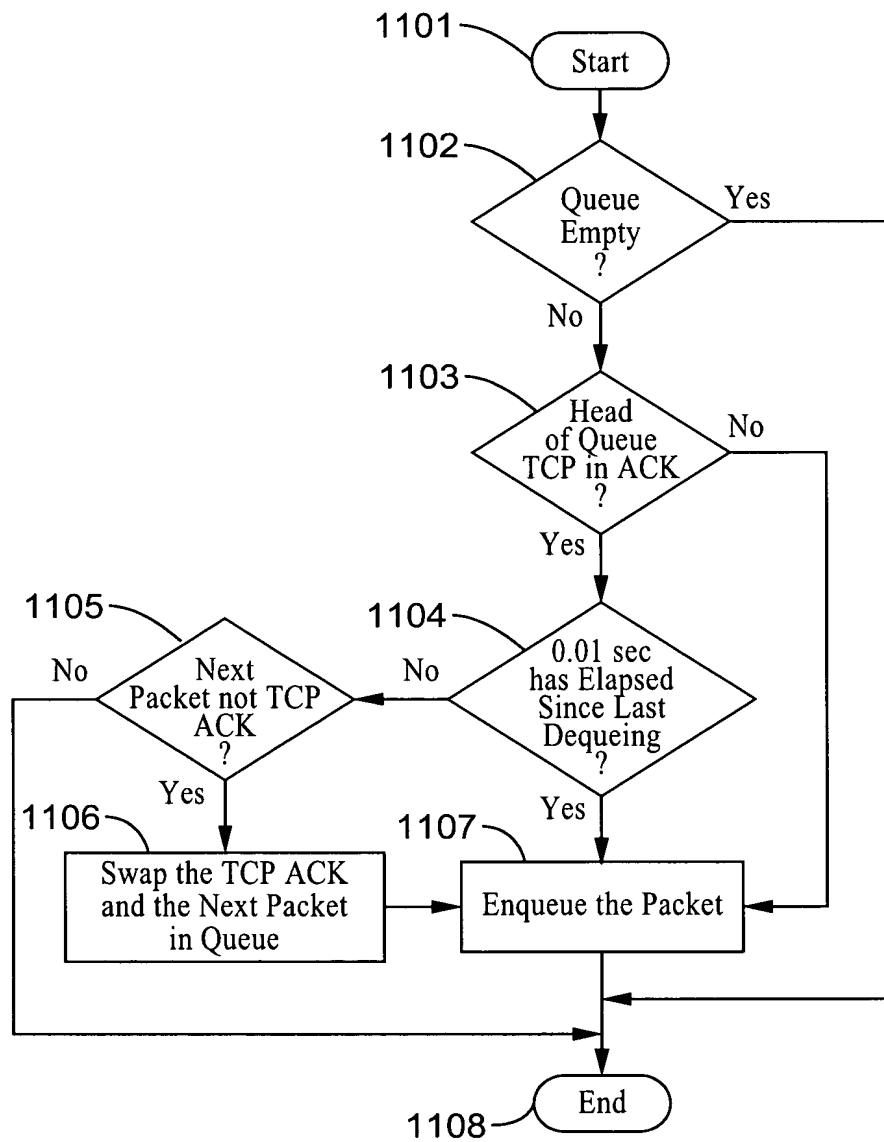 1101
Start
1102
Queue
Empty
?
Yes
No
1103
Head
of Queue
TCP in ACK
?
No
Yes
1104
0.01 sec
has Elapsed
Since Last
Dequeing
?
No
Yes
1105
Next
Packet not TCP
ACK
?
No
Yes
1106
Swap the TCP ACK
and the Next Packet
in Queue
1107
Enqueue the Packet
End
1108